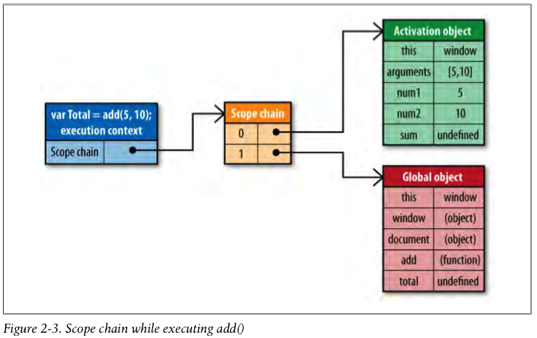 Activation object
this window
arguments [5,10]
num1 5
num2 10
sum undefined
var Total = add(5, 10);
execution context
Scope chain
Scope chain
0
1
Global object
this window
window (object)
document (object)
add (function)
total undefined
Figure 2-3. Scope chain while executing add()